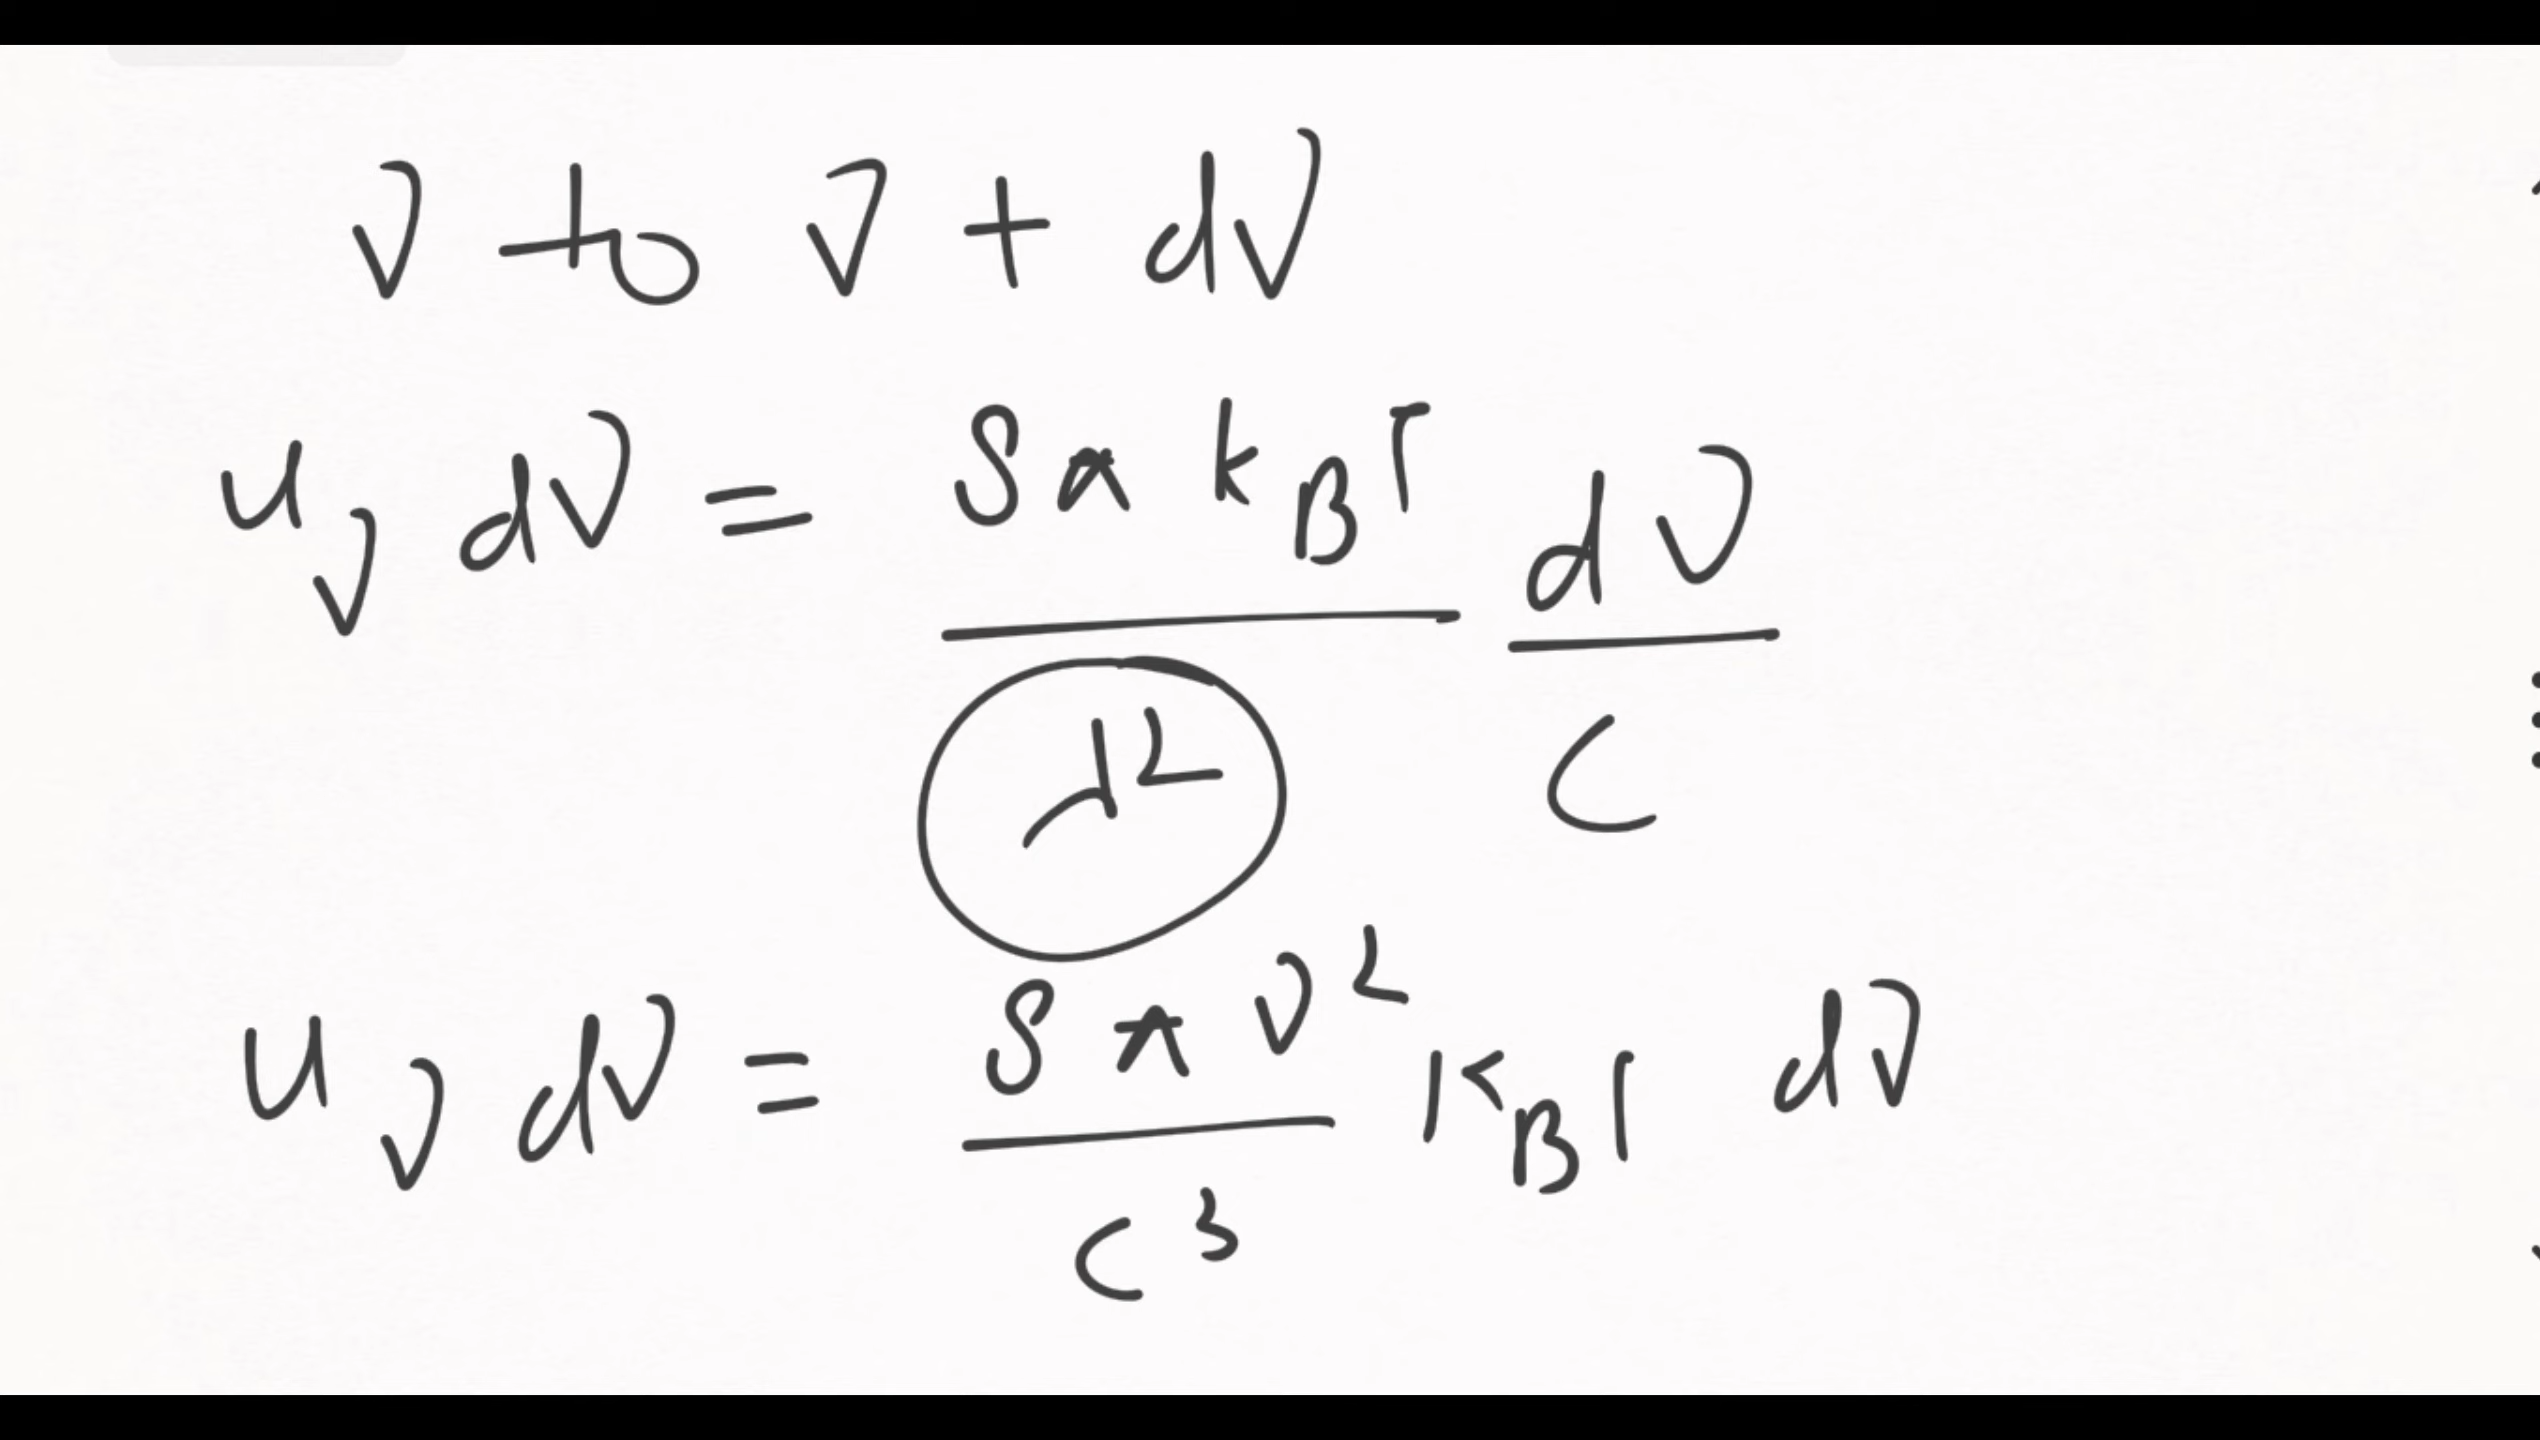 ν to ν + dν
u_ν dν = 8π k_B T / λ² dν / c
u_ν dν = 8π ν² / c³ k_B T dν